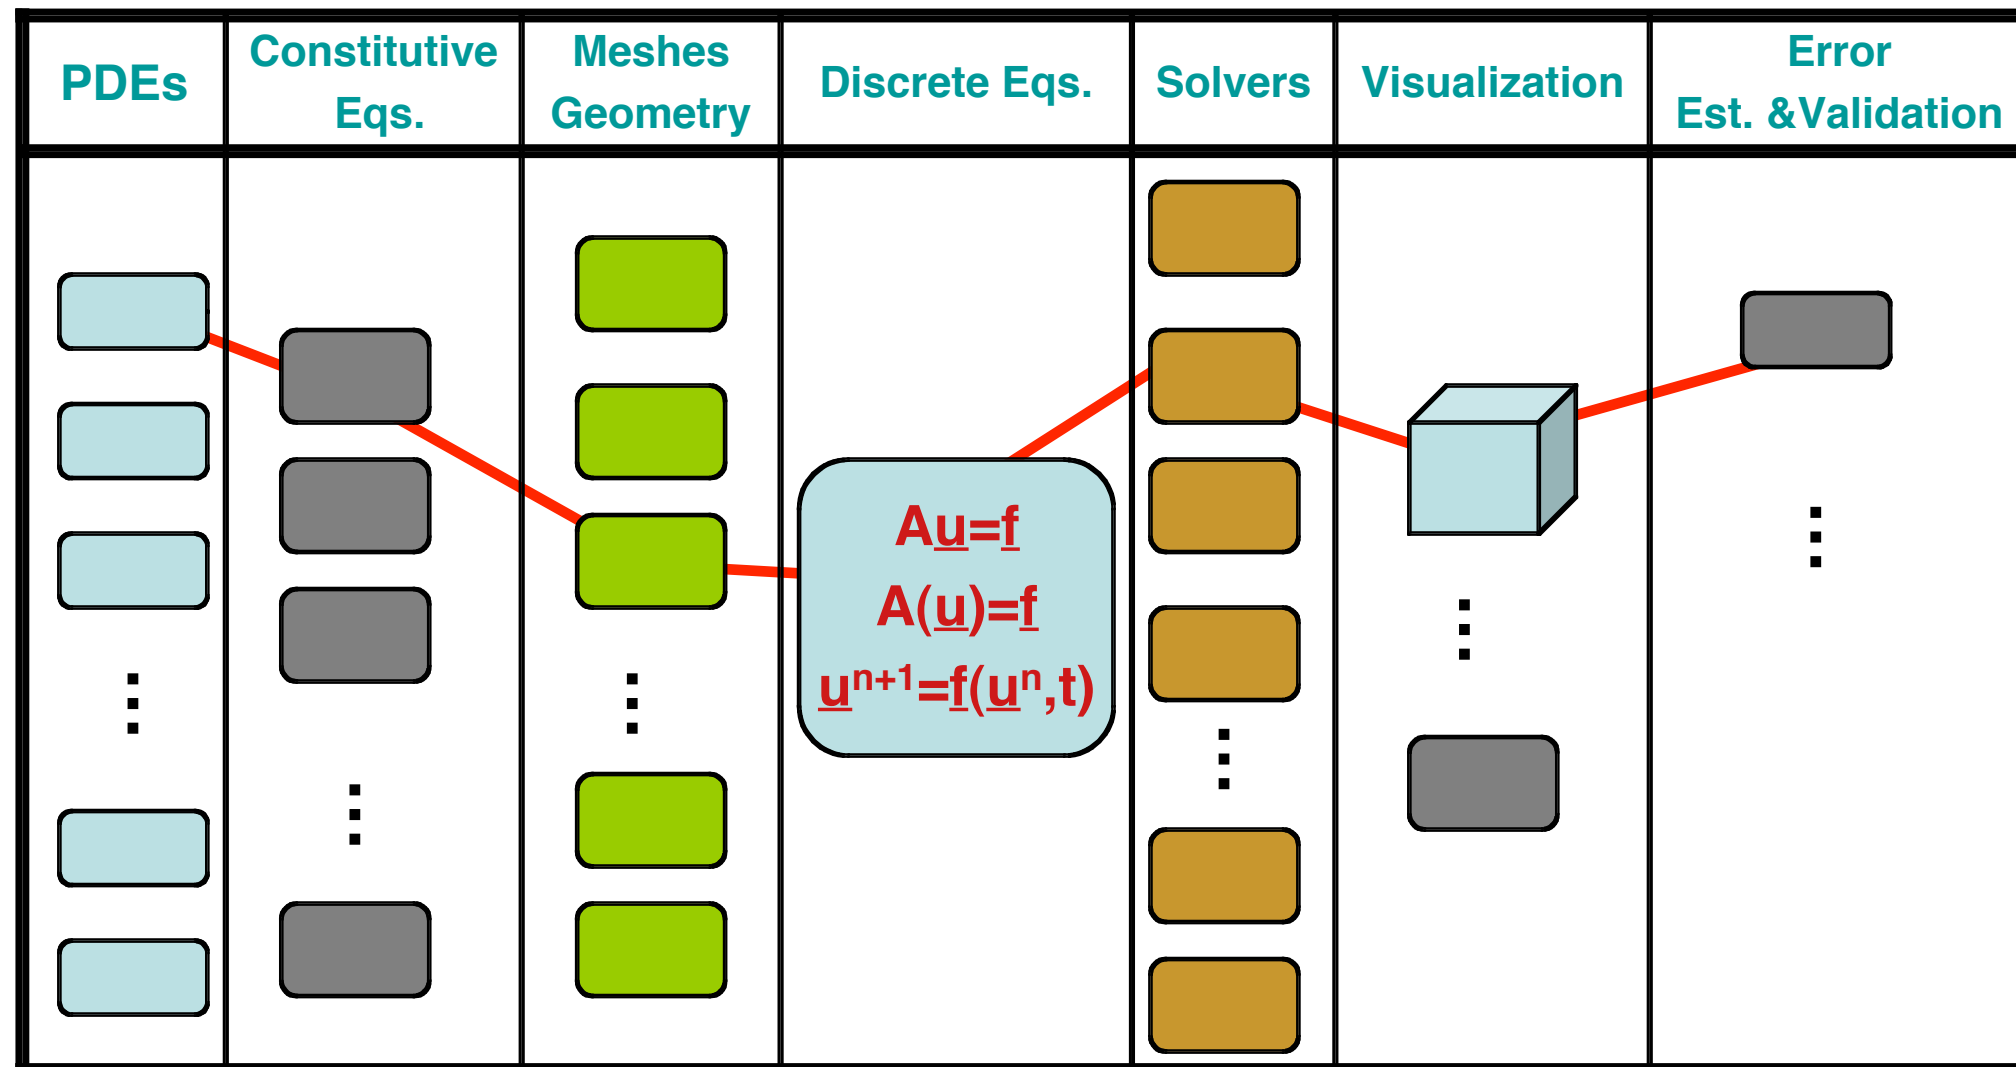 PDEs
Constitutive
Eqs.
Meshes
Geometry
Discrete Eqs.
Solvers
Visualization
Error
Est. &Validation
Au=f
A(u)=f
uⁿ⁺¹=f(uⁿ,t)